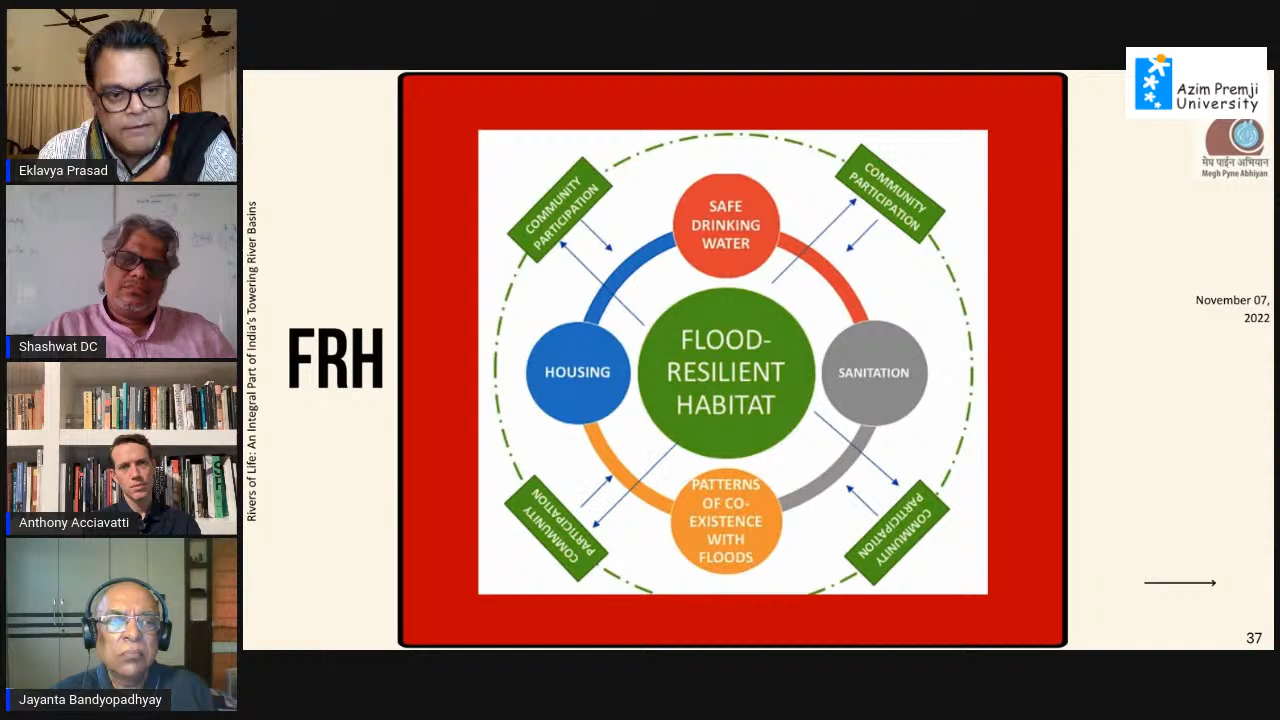 Eklavya Prasad
Shashwat DC
Anthony Acciavatti
Jayanta Bandyopadhyay
Rivers of Life: An Integral Part of India's Towering River Basins
FRH
COMMUNITY
PARTICIPATION
COMMUNITY
PARTICIPATION
SAFE
DRINKING
WATER
HOUSING
FLOOD-
RESILIENT
HABITAT
SANITATION
PATTERNS
OF CO-
EXISTENCE
WITH
FLOODS
COMMUNITY
PARTICIPATION
COMMUNITY
PARTICIPATION
Azim Premji
University
मेघ पाईन अभियान
Megh Pyne Abhiyan
November 07,
2022
37